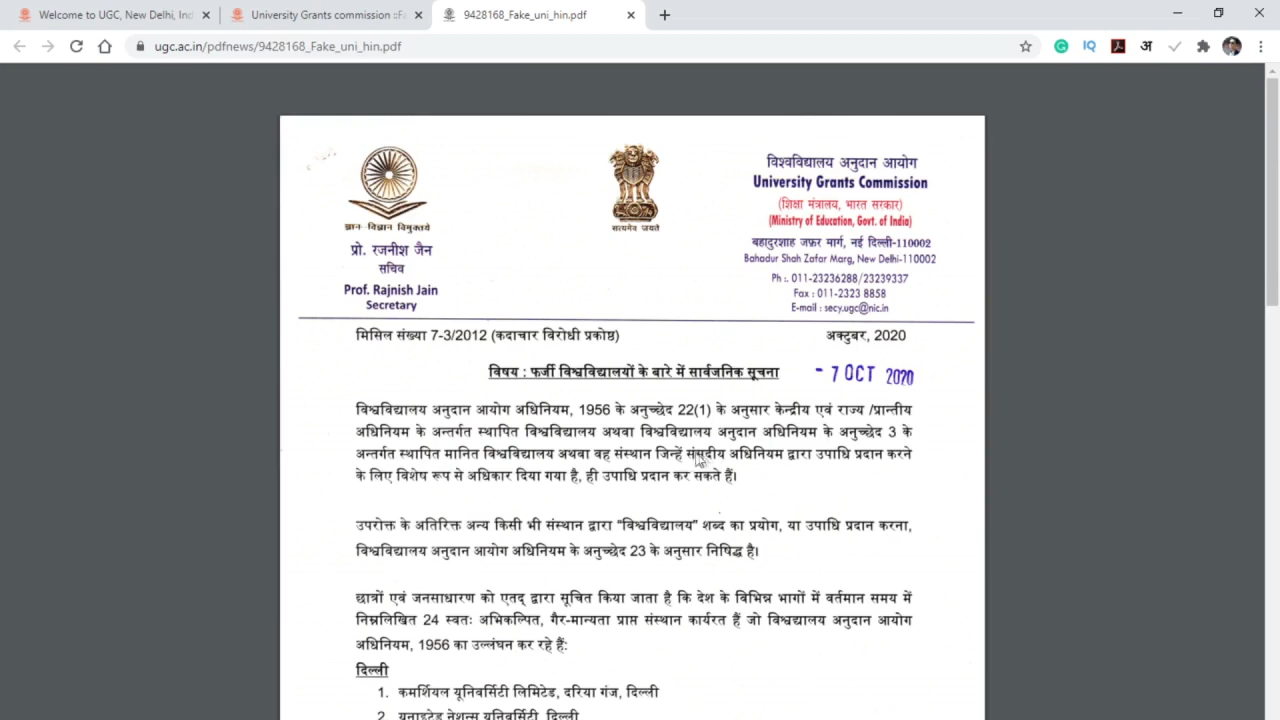 Welcome to UGC, New Delhi, Ind
University Grants commission ::Fa
9428168_Fake_uni_hin.pdf
ugc.ac.in/pdfnews/9428168_Fake_uni_hin.pdf
IQ
अ
ज्ञान-विज्ञान विमुक्तये
प्रो. रजनीश जैन
सचिव
Prof. Rajnish Jain
Secretary
सत्यमेव जयते
विश्वविद्यालय अनुदान आयोग
University Grants Commission
(शिक्षा मंत्रालय, भारत सरकार)
(Ministry of Education, Govt. of India)
बहादुरशाह जफ़र मार्ग, नई दिल्ली-110002
Bahadur Shah Zafar Marg, New Delhi-110002
Ph :. 011-23236288/23239337
Fax : 011-2323 8858
E-mail : secy.ugc@nic.in
मिसिल संख्या 7-3/2012 (कदाचार विरोधी प्रकोष्ठ) अक्टुबर, 2020
विषय : फर्जी विश्वविद्यालयों के बारे में सार्वजनिक सूचना
- 7 OCT 2020
विश्वविद्यालय अनुदान आयोग अधिनियम, 1956 के अनुच्छेद 22(1) के अनुसार केन्द्रीय एवं राज्य /प्रान्तीय
अधिनियम के अन्तर्गत स्थापित विश्वविद्यालय अथवा विश्वविद्यालय अनुदान अधिनियम के अनुच्छेद 3 के
अन्तर्गत स्थापित मानित विश्वविद्यालय अथवा वह संस्थान जिन्हें संसदीय अधिनियम द्वारा उपाधि प्रदान करने
के लिए विशेष रूप से अधिकार दिया गया है, ही उपाधि प्रदान कर सकते हैं।
उपरोक्त के अतिरिक्त अन्य किसी भी संस्थान द्वारा "विश्वविद्यालय" शब्द का प्रयोग, या उपाधि प्रदान करना,
विश्वविद्यालय अनुदान आयोग अधिनियम के अनुच्छेद 23 के अनुसार निषिद्ध है।
छात्रों एवं जनसाधारण को एतद् द्वारा सूचित किया जाता है कि देश के विभिन्न भागों में वर्तमान समय में
निम्नलिखित 24 स्वतः अभिकल्पित, गैर-मान्यता प्राप्त संस्थान कार्यरत हैं जो विश्वद्यालय अनुदान आयोग
अधिनियम, 1956 का उल्लंघन कर रहे हैं:
दिल्ली
1. कमर्शियल यूनिवर्सिटी लिमिटेड, दरिया गंज, दिल्ली
2. यूनाइटेड नेशन्स यूनिवर्सिटी, दिल्ली